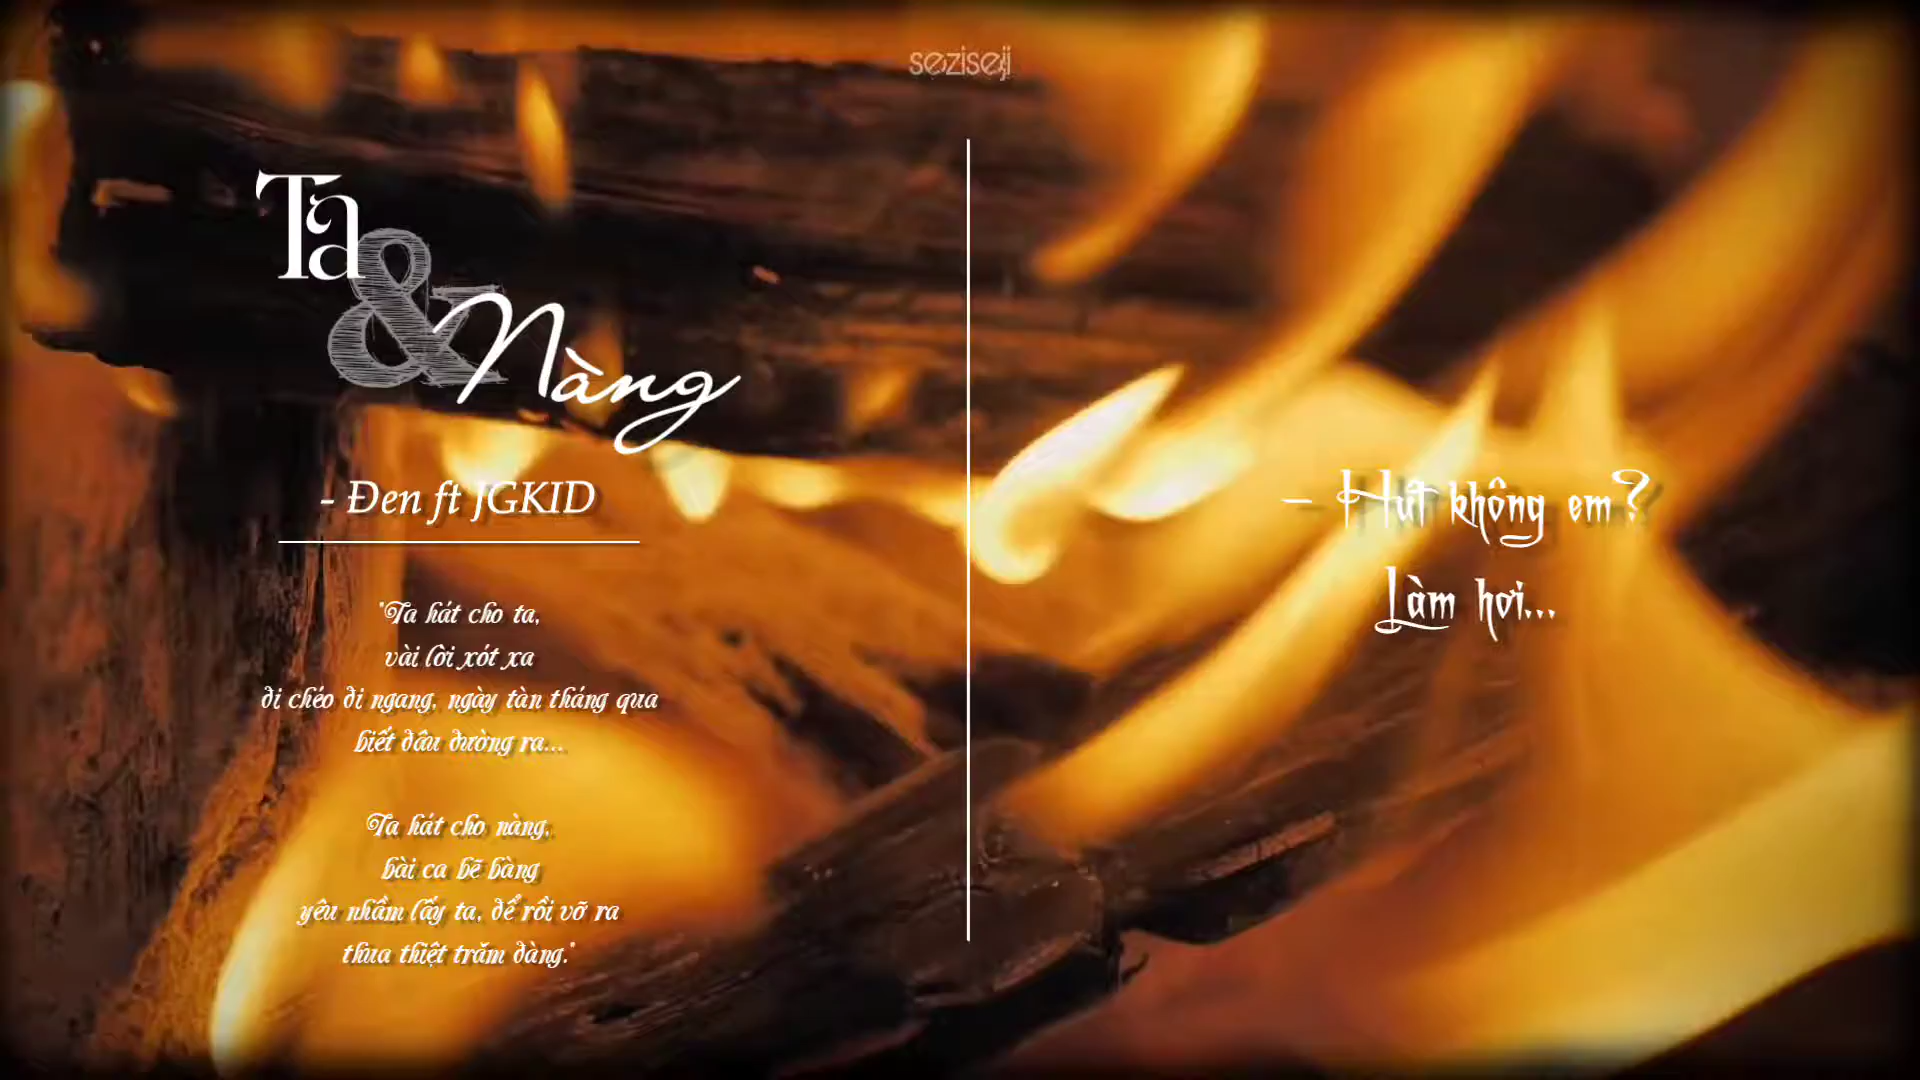 seziseji
Ta
&
Nàng
- Đen ft JGKID
"Ta hát cho ta,
vài lời xót xa
đi chéo đi ngang, ngày tàn tháng qua
biết đâu đường ra...
Ta hát cho nàng,
bài ca bẽ bàng
yêu nhầm lấy ta, để rồi vỡ ra
thua thiệt trăm đàng."
- Hút không em?
Làm hơi...